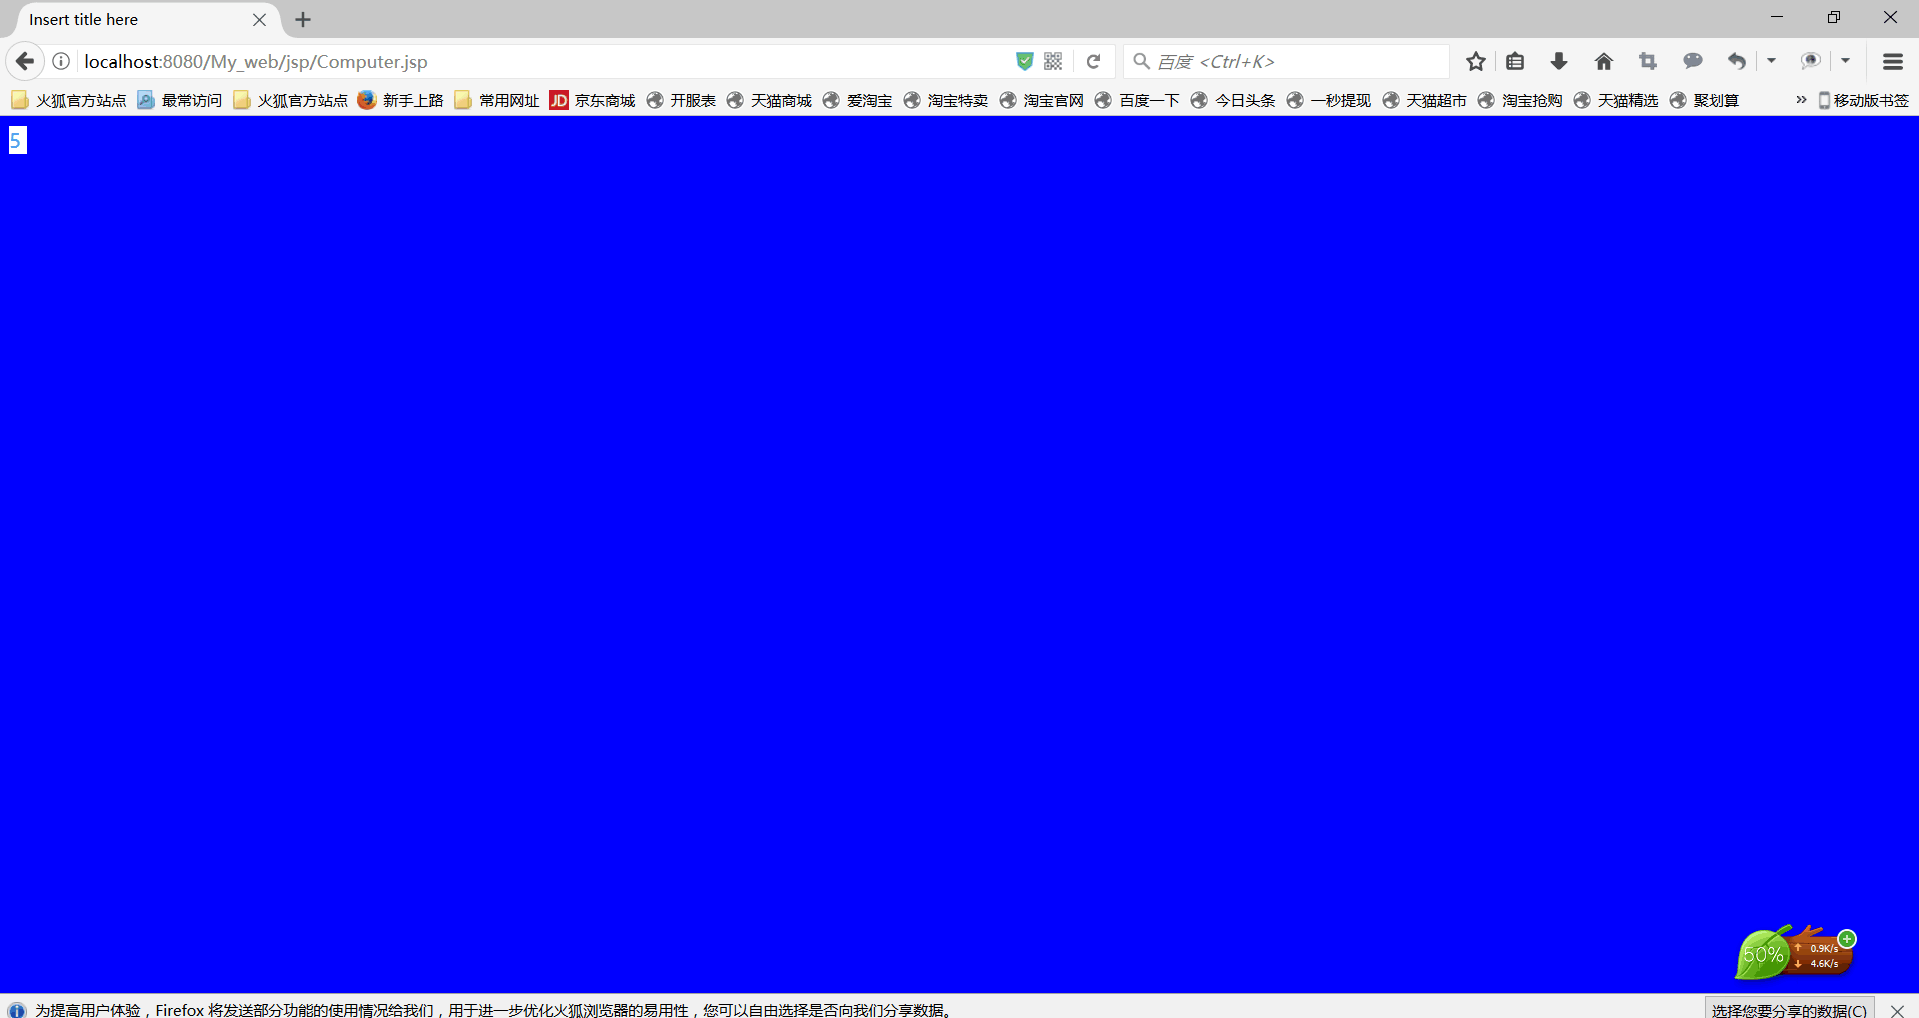 Insert title here
localhost:8080/My_web/jsp/Computer.jsp
百度 <Ctrl+K>
火狐官方站点 最常访问 火狐官方站点 新手上路 常用网址 JD 京东商城 开服表 天猫商城 爱淘宝 淘宝特卖 淘宝官网 百度一下 今日头条 一秒提现 天猫超市 淘宝抢购 天猫精选 聚划算 » 移动版书签
5
50% 0.9K/s
4.6K/s
为提高用户体验，Firefox 将发送部分功能的使用情况给我们，用于进一步优化火狐浏览器的易用性，您可以自由选择是否向我们分享数据。 选择您要分享的数据(C)